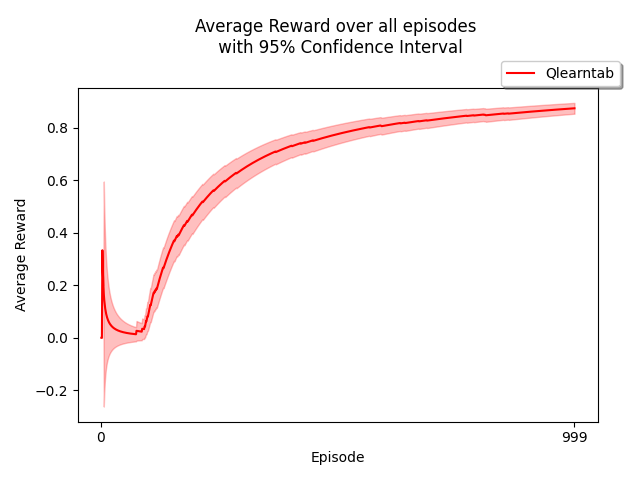 Average Reward over all episodes
with 95% Confidence Interval
Qlearntab
Average Reward
0.8
0.6
0.4
0.2
0.0
−0.2
0
999
Episode